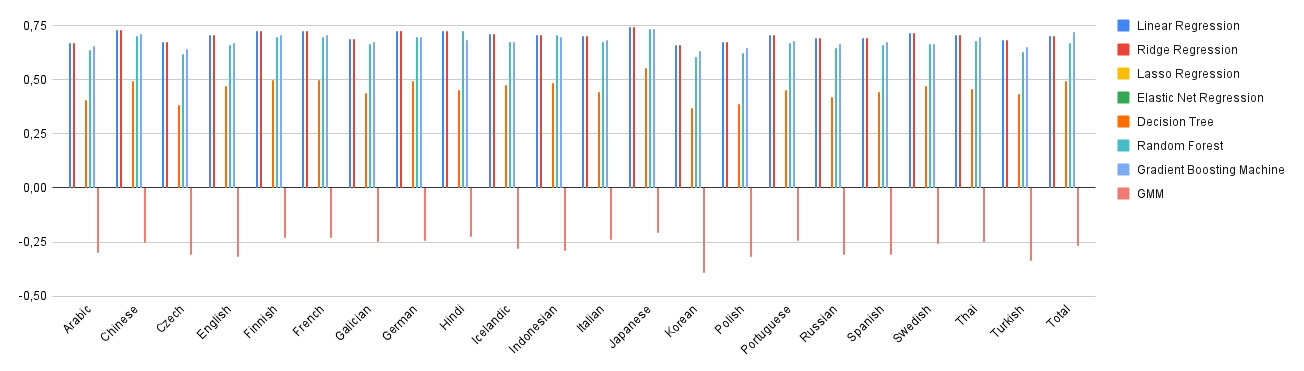 0,75
0,50
0,25
0,00
-0,25
-0,50
Arabic
Chinese
Czech
English
Finnish
French
Galician
German
Hindi
Icelandic
Indonesian
Italian
Japanese
Korean
Polish
Portuguese
Russian
Spanish
Swedish
Thai
Turkish
Total
Linear Regression
Ridge Regression
Lasso Regression
Elastic Net Regression
Decision Tree
Random Forest
Gradient Boosting Machine
GMM